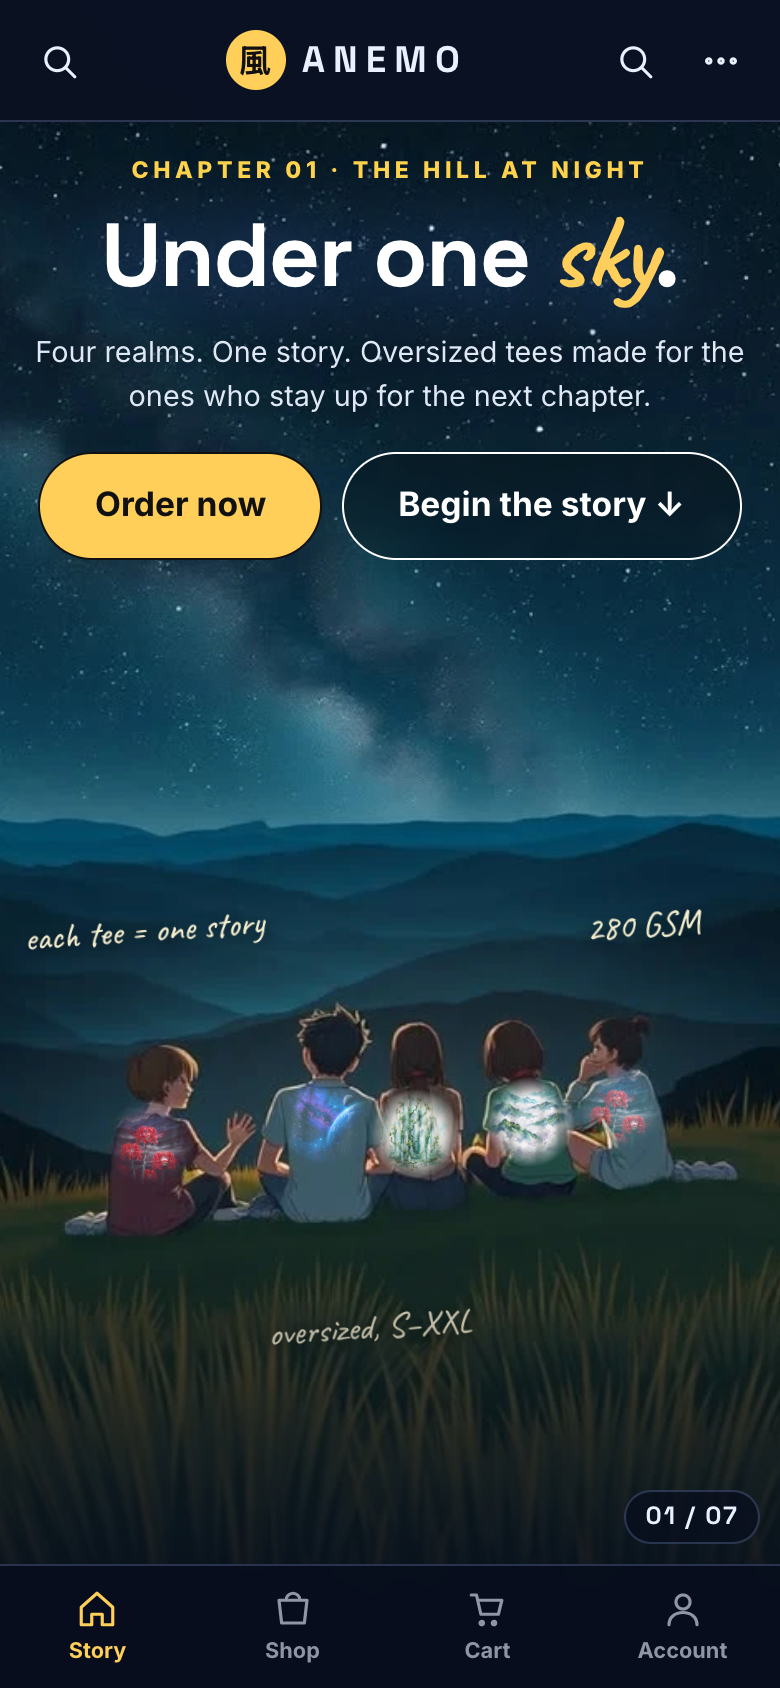 風 ANEMO
CHAPTER 01 · THE HILL AT NIGHT
Under one sky.
Four realms. One story. Oversized tees made for the
ones who stay up for the next chapter.
Order now
Begin the story ↓
each tee = one story
280 GSM
oversized, S–XXL
01 / 07
Story
Shop
Cart
Account